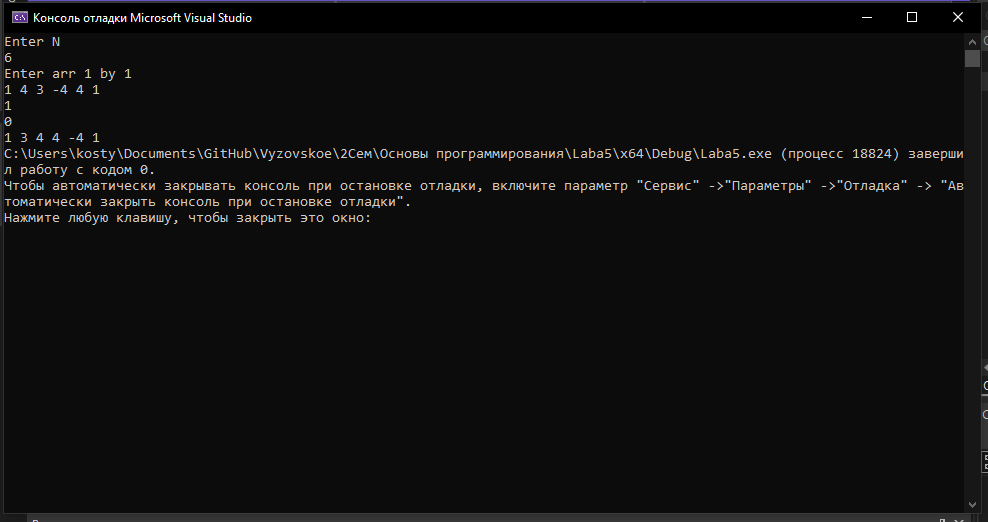 Консоль отладки Microsoft Visual Studio
Enter N
6
Enter arr 1 by 1
1 4 3 -4 4 1
1
0
1 3 4 4 -4 1
C:\Users\kosty\Documents\GitHub\Vyzovskoe\2Сем\Основы программирования\Laba5\x64\Debug\Laba5.exe (процесс 18824) заверши
л работу с кодом 0.
Чтобы автоматически закрывать консоль при остановке отладки, включите параметр "Сервис" ->"Параметры" ->"Отладка" -> "Ав
томатически закрыть консоль при остановке отладки".
Нажмите любую клавишу, чтобы закрыть это окно: